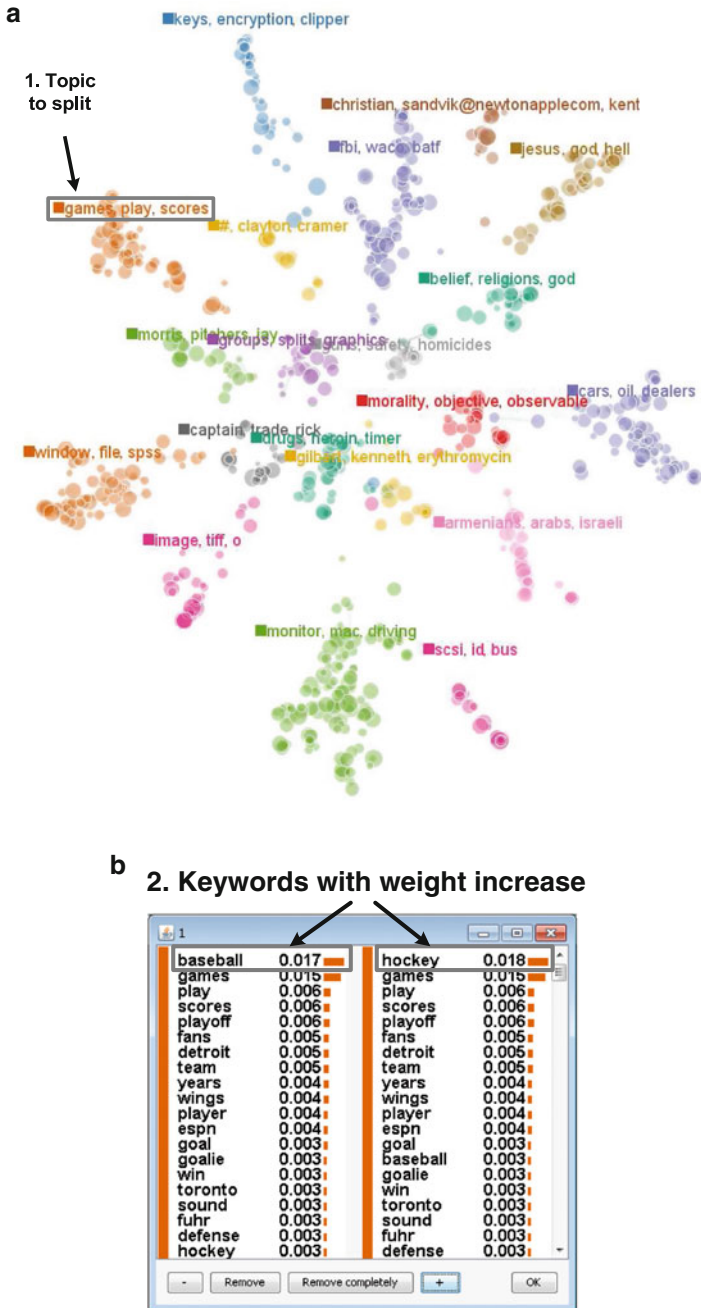 a
keys, encryption, clipper
1. Topic
to split
christian, sandvik@newtonapplecom, kent
fbi, waco, batf
jesus, god, hell
games, play, scores
#, clayton, cramer
belief, religions, god
morris, pitchers, jay
groups, splits, graphics
guns, safety, homicides
cars, oil, dealers
morality, objective, observable
captain, trade, rick
drugs, heroin, timer
window, file, spss
gilbert, kenneth, erythromycin
armenians, arabs, israeli
image, tiff, o
monitor, mac, driving
scsi, id, bus
b
2. Keywords with weight increase
1
baseball 0.017 hockey 0.018
games 0.015 games 0.015
play 0.006 play 0.006
scores 0.006 scores 0.006
playoff 0.006 playoff 0.006
fans 0.005 fans 0.005
detroit 0.005 detroit 0.005
team 0.005 team 0.005
years 0.004 years 0.004
wings 0.004 wings 0.004
player 0.004 player 0.004
espn 0.004 espn 0.004
goal 0.003 goal 0.003
goalie 0.003 baseball 0.003
win 0.003 goalie 0.003
toronto 0.003 win 0.003
sound 0.003 toronto 0.003
fuhr 0.003 sound 0.003
defense 0.003 fuhr 0.003
hockey 0.003 defense 0.003
- Remove Remove completely + OK